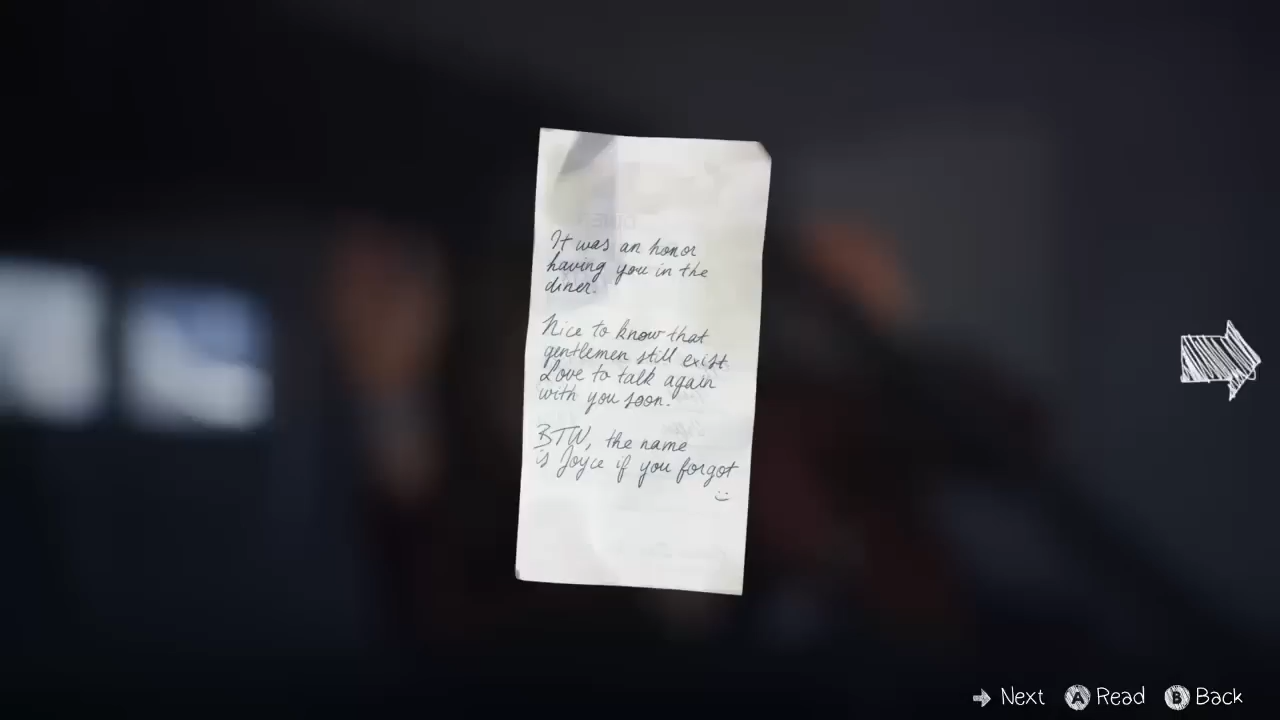 It was an honor
having you in the
diner.
Nice to know that
gentlemen still exist
Love to talk again
with you soon.
BTW, the name
is Joyce if you forgot
:)
Next A Read B Back